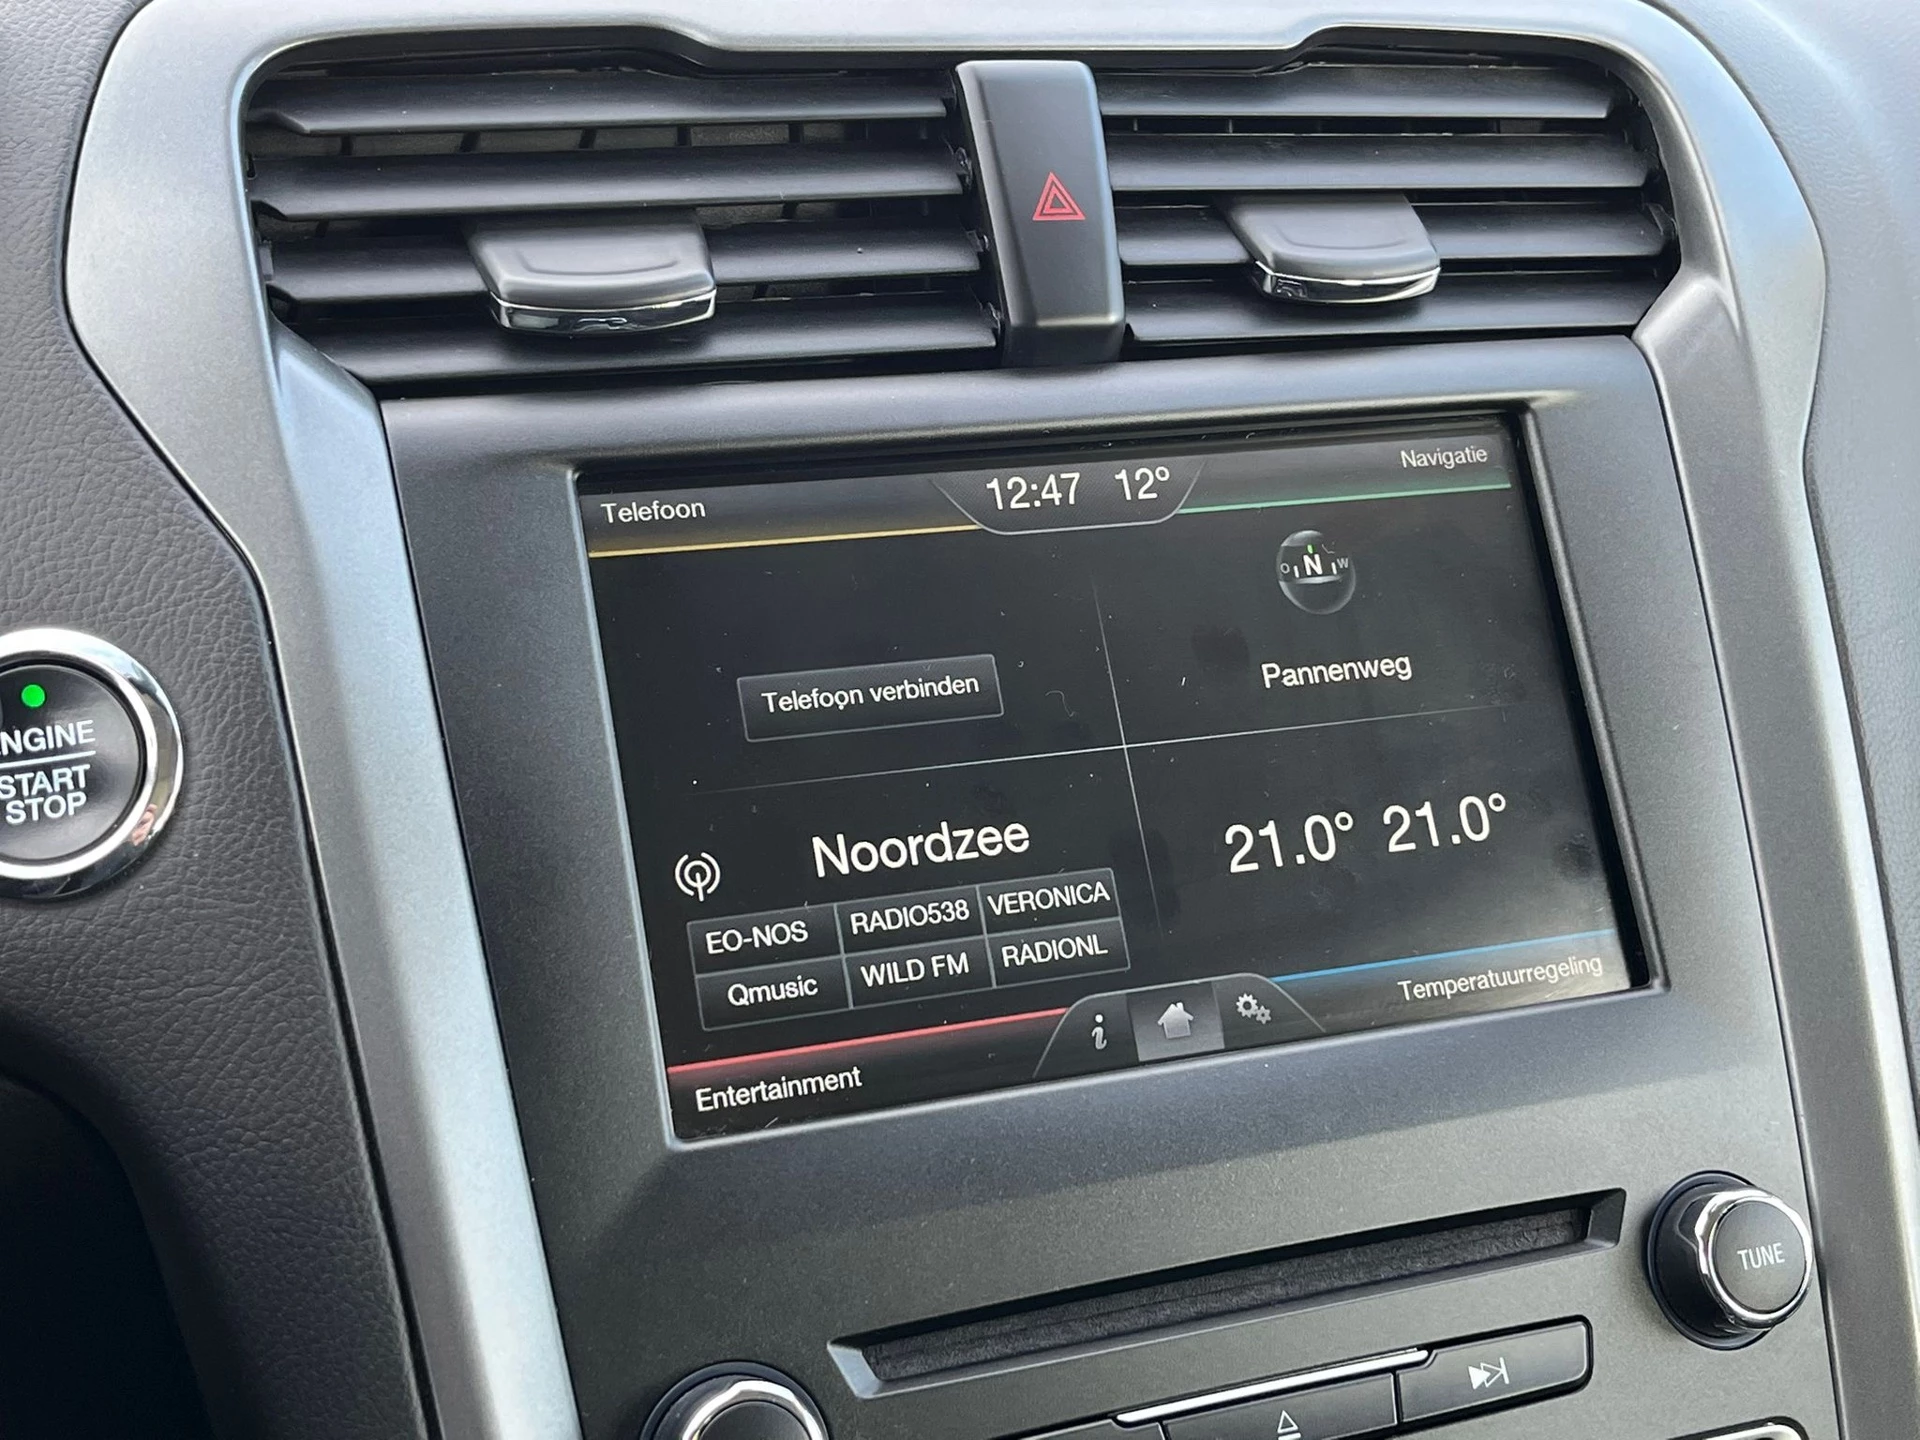 Telefoon
12:47 12°
Navigatie
O N W
Telefoon verbinden
Pannenweg
ENGINE
START
STOP
Noordzee
21.0° 21.0°
EO-NOS RADIO538 VERONICA
Qmusic WILD FM RADIONL
Entertainment
i
Temperatuurregeling
TUNE